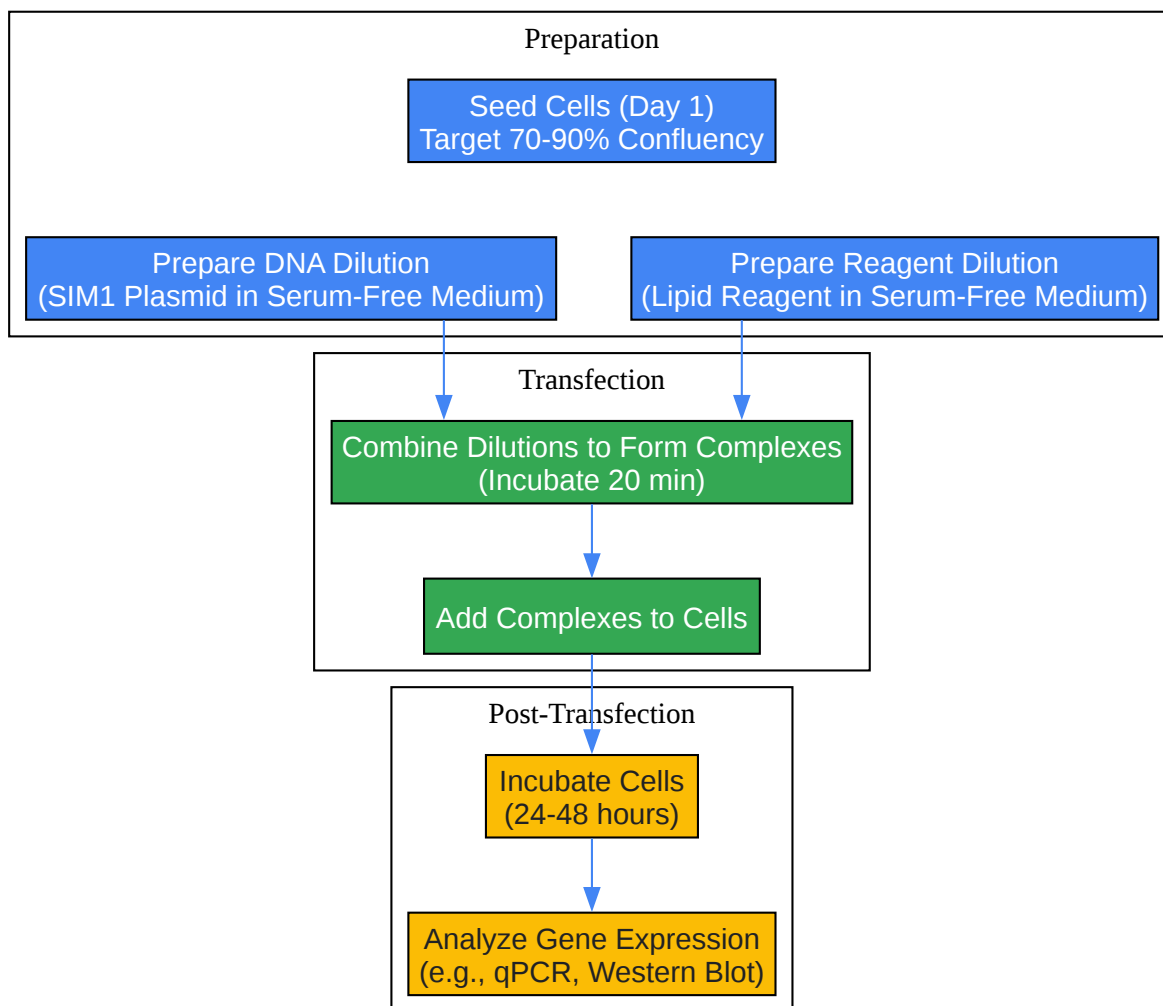 Preparation
Seed Cells (Day 1)
Target 70-90% Confluency
Prepare DNA Dilution
(SIM1 Plasmid in Serum-Free Medium)
Prepare Reagent Dilution
(Lipid Reagent in Serum-Free Medium)
Transfection
Combine Dilutions to Form Complexes
(Incubate 20 min)
Add Complexes to Cells
Post-Transfection
Incubate Cells
(24-48 hours)
Analyze Gene Expression
(e.g., qPCR, Western Blot)